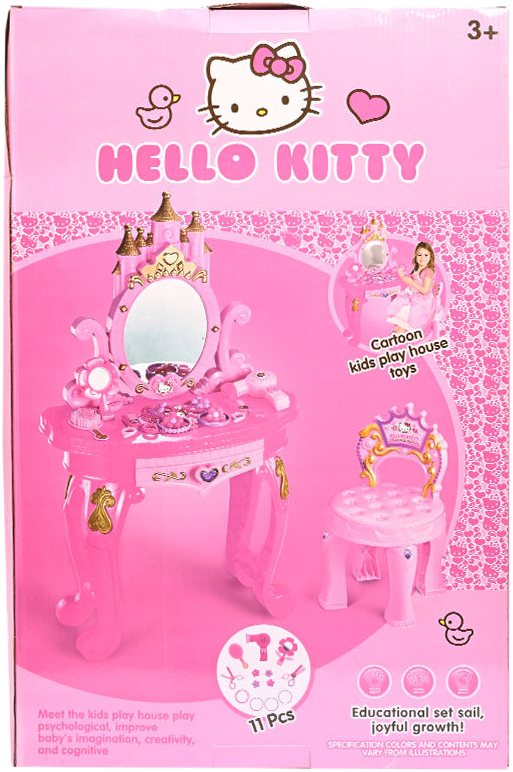 3+
HELLO KITTY
Cartoon
kids play house
toys
11 Pcs
Meet the kids play house play
psychological, improve
baby's imagination, creativity,
and cognitive
Educational set sail,
joyful growth!
SPECIFICATION COLORS AND CONTENTS MAY
VARY FROM ILLUSTRATIONS